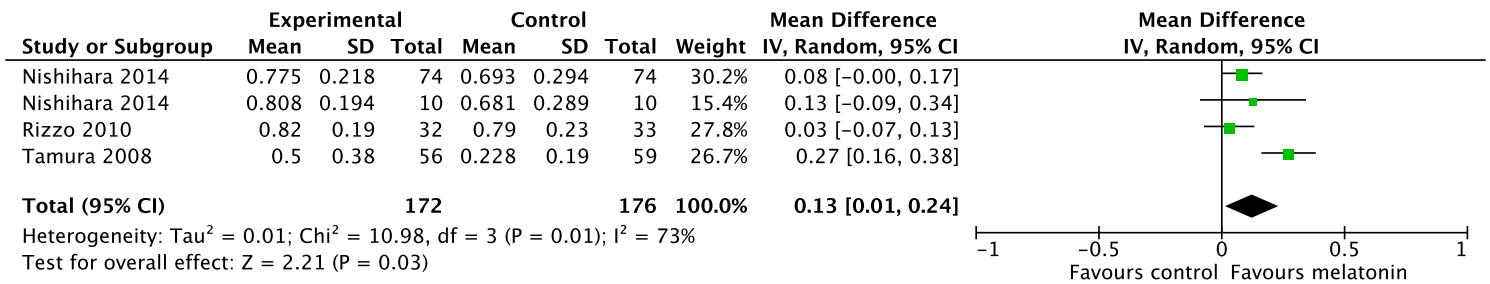 Experimental Control Mean Difference Mean Difference
Study or Subgroup Mean SD Total Mean SD Total Weight IV, Random, 95% CI IV, Random, 95% CI
Nishihara 2014 0.775 0.218 74 0.693 0.294 74 30.2% 0.08 [−0.00, 0.17]
Nishihara 2014 0.808 0.194 10 0.681 0.289 10 15.4% 0.13 [−0.09, 0.34]
Rizzo 2010 0.82 0.19 32 0.79 0.23 33 27.8% 0.03 [−0.07, 0.13]
Tamura 2008 0.5 0.38 56 0.228 0.19 59 26.7% 0.27 [0.16, 0.38]
Total (95% CI) 172 176 100.0% 0.13 [0.01, 0.24]
Heterogeneity: Tau² = 0.01; Chi² = 10.98, df = 3 (P = 0.01); I² = 73%
Test for overall effect: Z = 2.21 (P = 0.03)
−1 −0.5 0 0.5 1
Favours control Favours melatonin